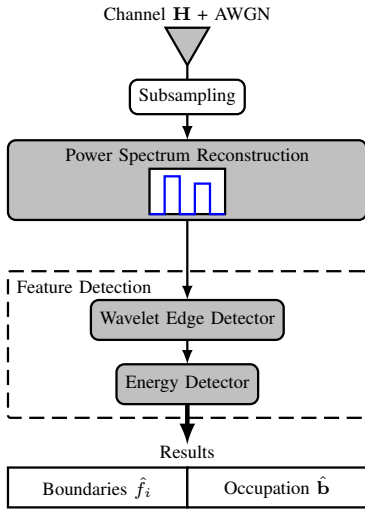 Channel H + AWGN
Subsampling
Power Spectrum Reconstruction
Feature Detection
Wavelet Edge Detector
Energy Detector
Results
Boundaries f̂ᵢ
Occupation b̂